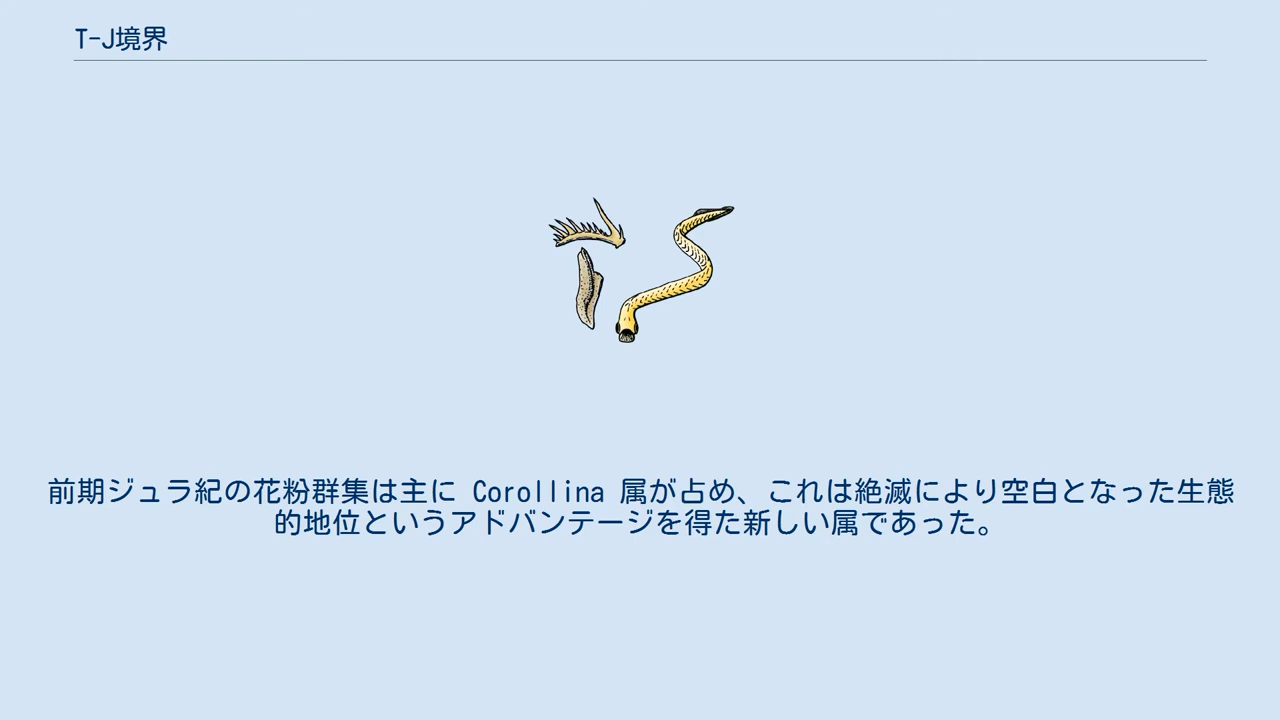 T-J境界
前期ジュラ紀の花粉群集は主に Corollina 属が占め、これは絶滅により空白となった生態
的地位というアドバンテージを得た新しい属であった。